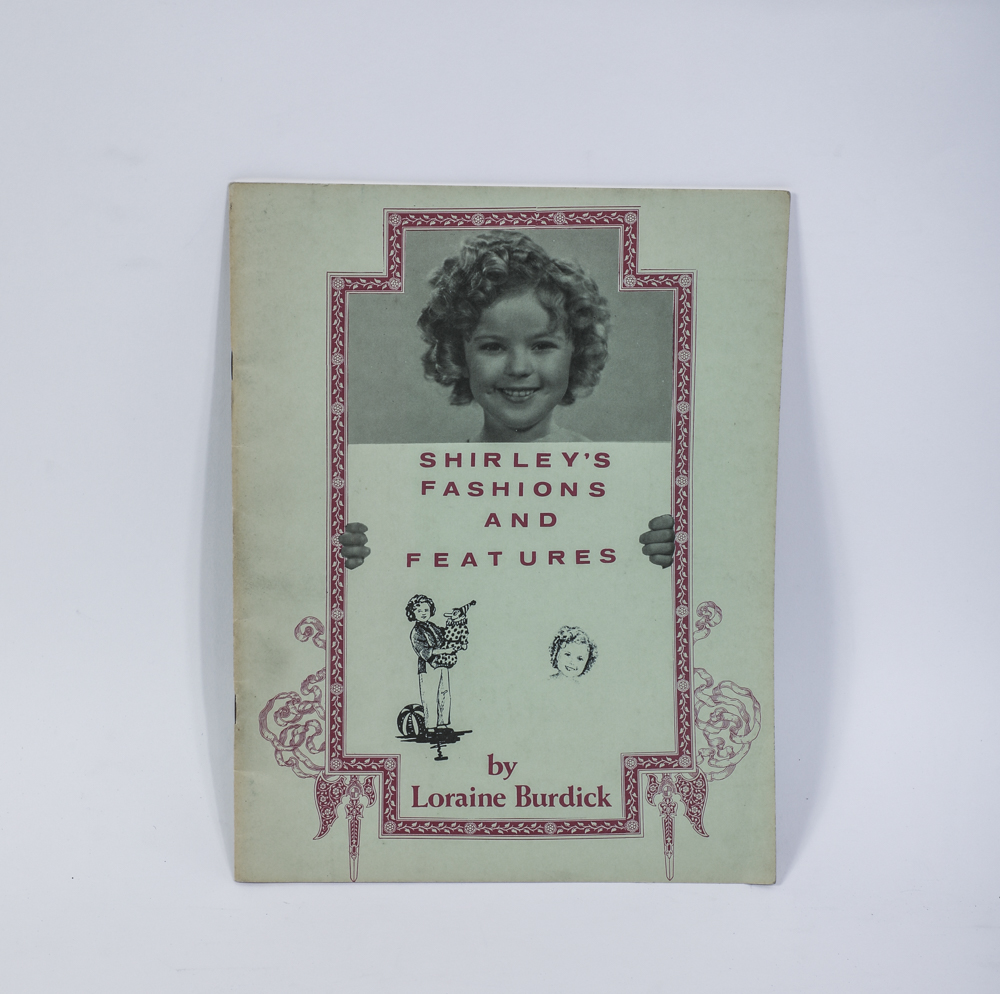 SHIRLEY'S
FASHIONS
AND
FEATURES
by
Loraine Burdick